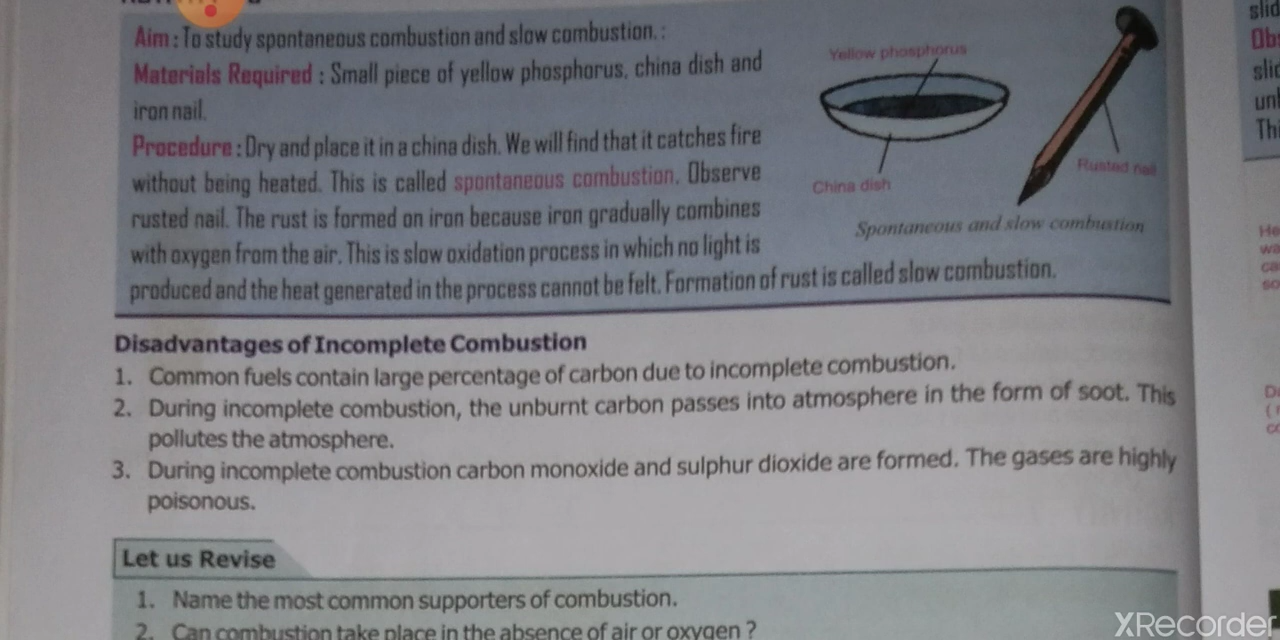 Aim : To study spontaneous combustion and slow combustion. :
Materials Required : Small piece of yellow phosphorus, china dish and
iron nail.
Procedure : Dry and place it in a china dish. We will find that it catches fire
without being heated. This is called spontaneous combustion. Observe
rusted nail. The rust is formed on iron because iron gradually combines
with oxygen from the air. This is slow oxidation process in which no light is
produced and the heat generated in the process cannot be felt. Formation of rust is called slow combustion.
Yellow phosphorus
China dish
Rusted nail
Spontaneous and slow combustion
Disadvantages of Incomplete Combustion
1. Common fuels contain large percentage of carbon due to incomplete combustion.
2. During incomplete combustion, the unburnt carbon passes into atmosphere in the form of soot. This
pollutes the atmosphere.
3. During incomplete combustion carbon monoxide and sulphur dioxide are formed. The gases are highly
poisonous.
Let us Revise
1. Name the most common supporters of combustion.
2. Can combustion take place in the absence of air or oxygen ?
XRecorder